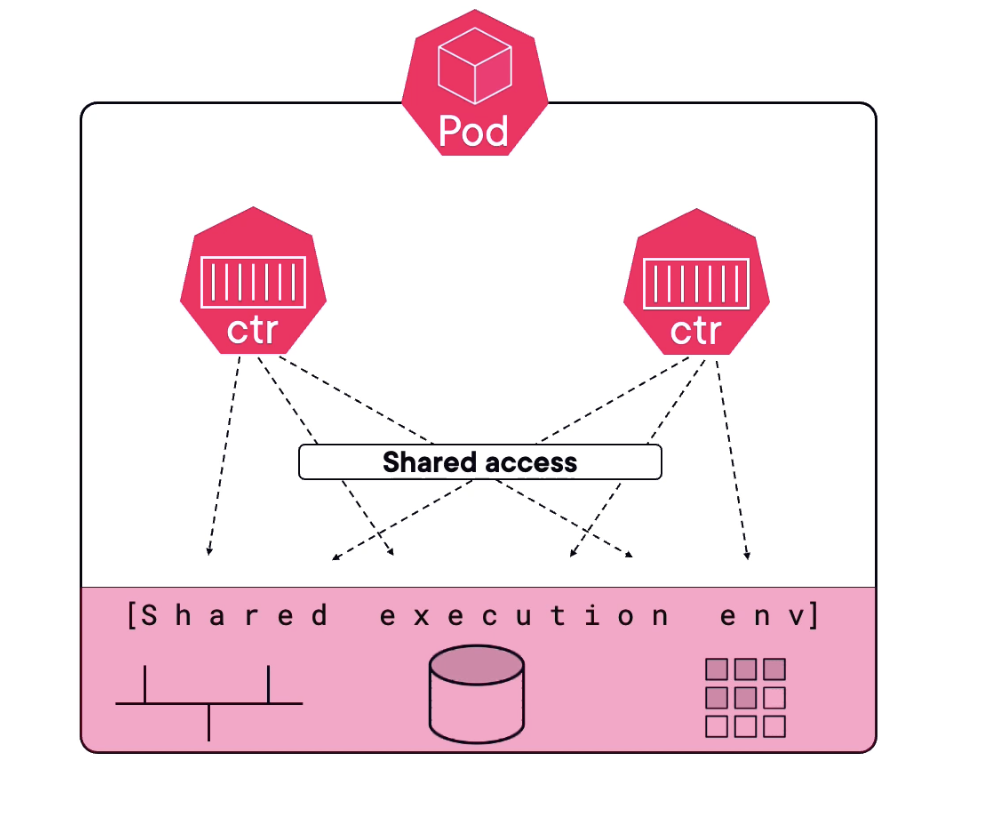 Pod
ctr
ctr
Shared access
[Shared execution env]